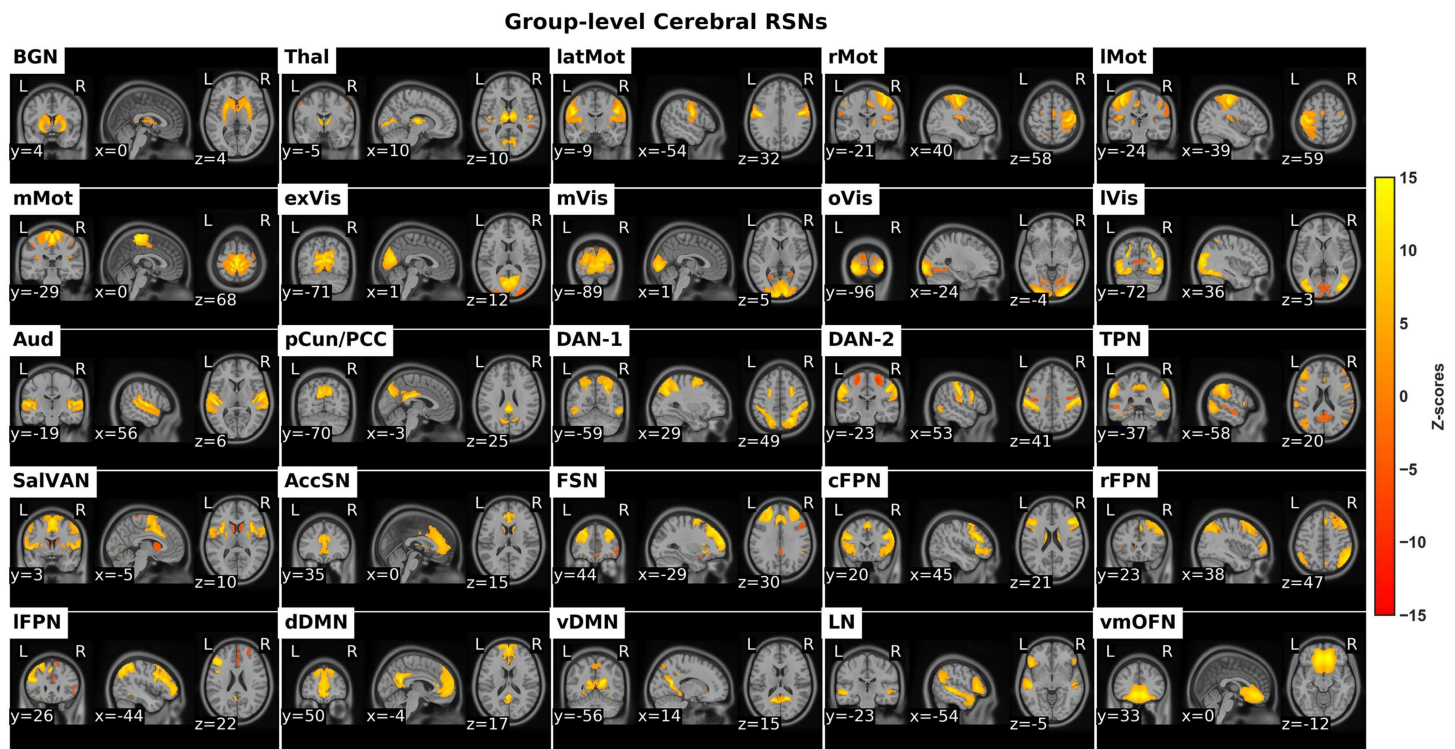 Group-level Cerebral RSNs
BGN Thal latMot rMot lMot
L R L R L R L R L R
y=4 x=0 z=4 y=-5 x=10 z=10 y=-9 x=-54 z=32 y=-21 x=40 z=58 y=-24 x=-39 z=59
mMot exVis mVis oVis lVis
L R L R L R L R L R
y=-29 x=0 z=68 y=-71 x=1 z=12 y=-89 x=1 z=5 y=-96 x=-24 z=-4 y=-72 x=36 z=3
Aud pCun/PCC DAN-1 DAN-2 TPN
L R L R L R L R L R
y=-19 x=56 z=6 y=-70 x=-3 z=25 y=-59 x=29 z=49 y=-23 x=53 z=41 y=-37 x=-58 z=20
SalVAN AccSN FSN cFPN rFPN
L R L R L R L R L R
y=3 x=-5 z=10 y=35 x=0 z=15 y=44 x=-29 z=30 y=20 x=45 z=21 y=23 x=38 z=47
lFPN dDMN vDMN LN vmOFN
L R L R L R L R L R
y=26 x=-44 z=22 y=50 x=-4 z=17 y=-56 x=14 z=15 y=-23 x=-54 z=-5 y=33 x=0 z=-12
15
10
5
0
−5
−10
−15
Z-scores